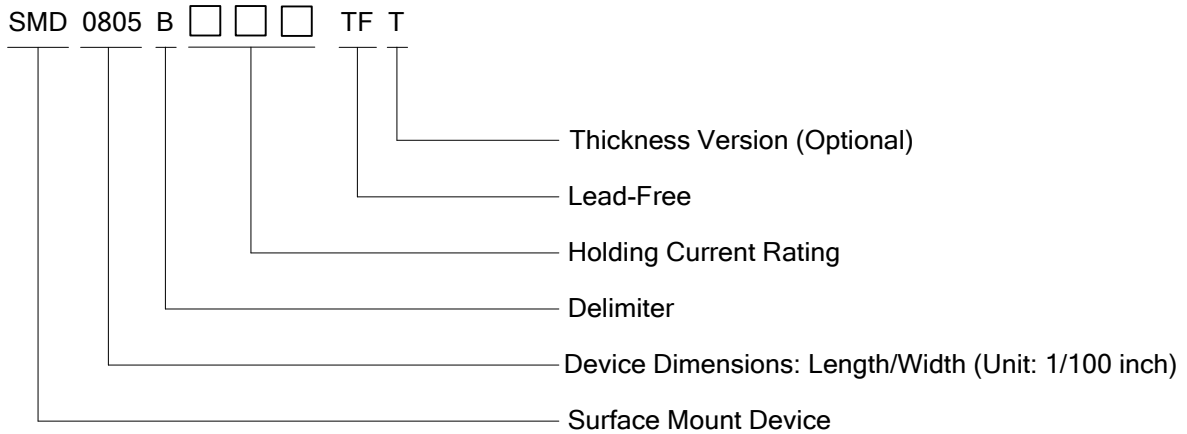 SMD 0805 B □ □ □ TF T
Thickness Version (Optional)
Lead-Free
Holding Current Rating
Delimiter
Device Dimensions: Length/Width (Unit: 1/100 inch)
Surface Mount Device